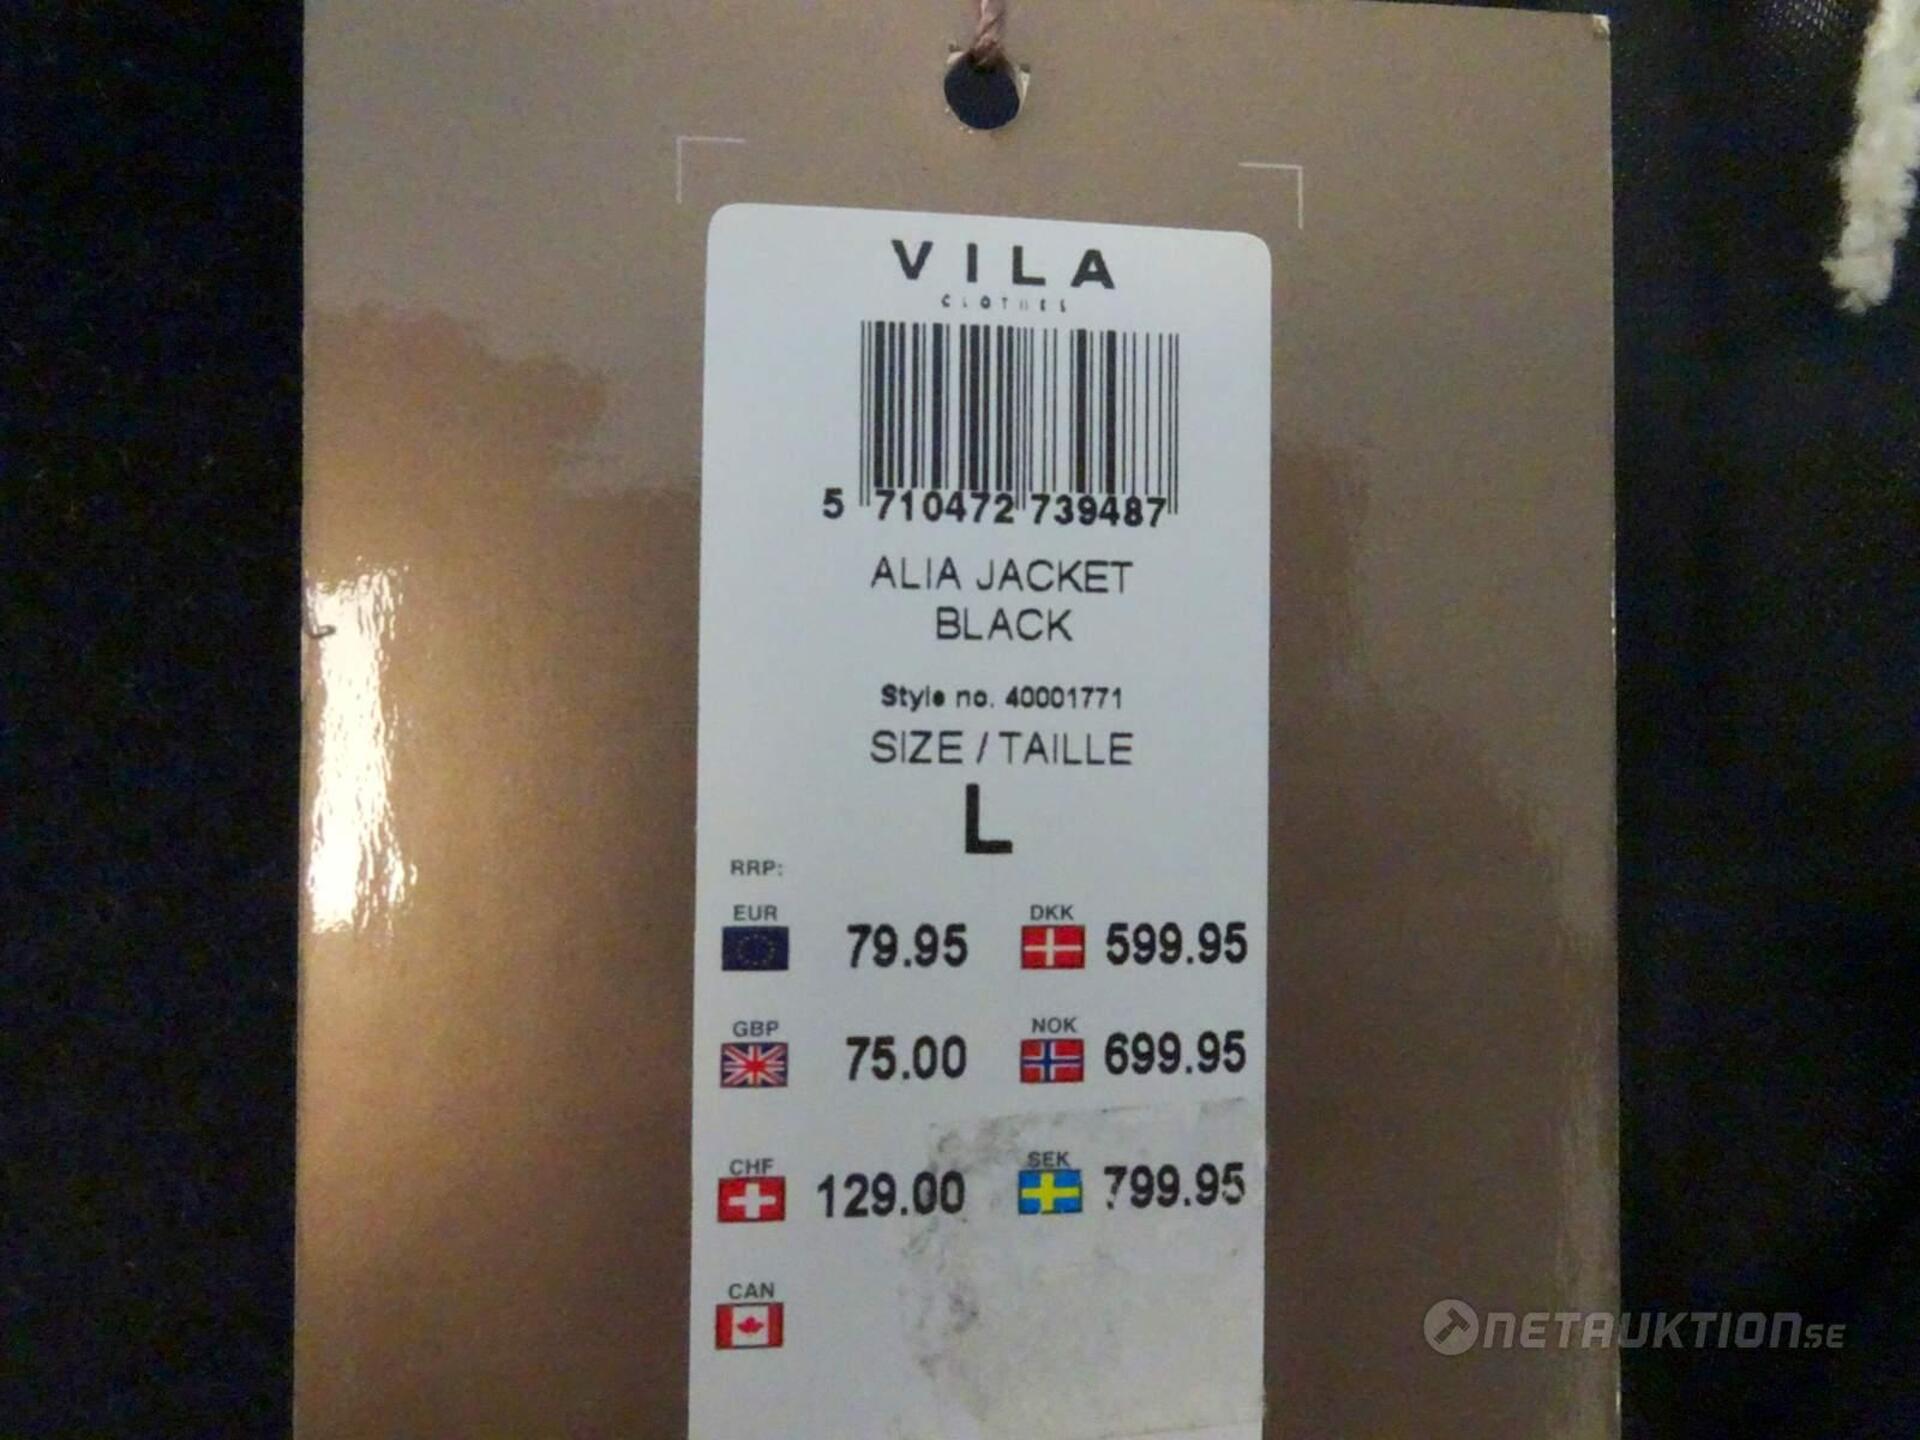 VILA
CLOTHES
5 710472 739487
ALIA JACKET
BLACK
Style no. 40001771
SIZE / TAILLE
L
RRP:
EUR 79.95 DKK 599.95
GBP 75.00 NOK 699.95
CHF 129.00 SEK 799.95
CAN
NETAUKTION.SE